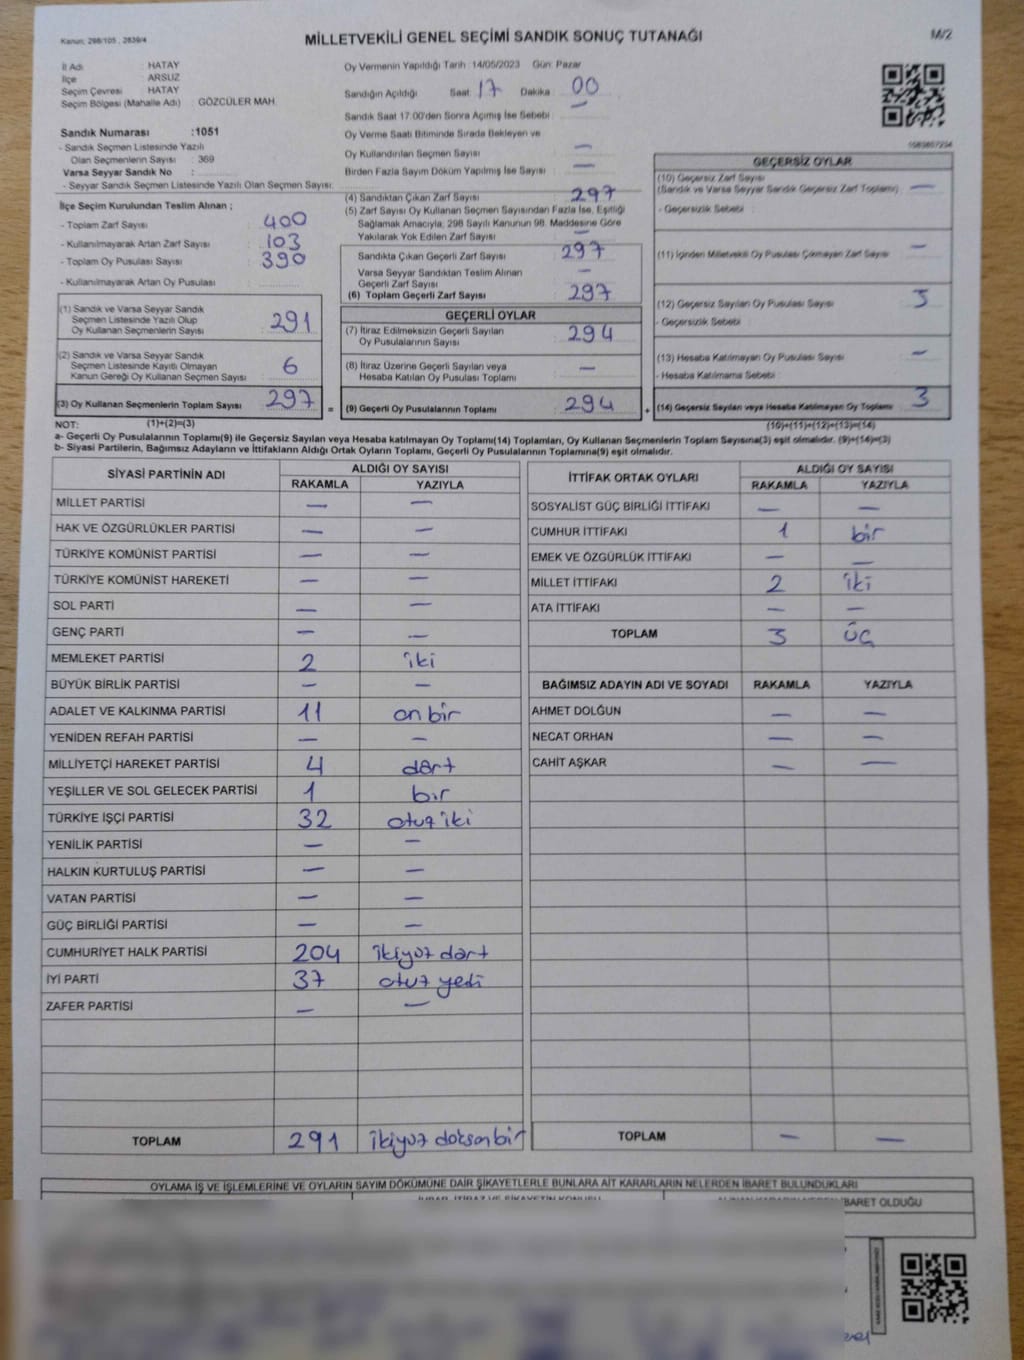 Kanun: 298/105 , 2839/4
MİLLETVEKİLİ GENEL SEÇİMİ SANDIK SONUÇ TUTANAĞI
M/2
İl Adı : HATAY
İlçe : ARSUZ
Seçim Çevresi : HATAY
Seçim Bölgesi (Mahalle Adı) : GÖZCÜLER MAH.
Sandık Numarası :1051
- Sandık Seçmen Listesinde Yazılı
Olan Seçmenlerin Sayısı : 369
Varsa Seyyar Sandık No :
- Seyyar Sandık Seçmen Listesinde Yazılı Olan Seçmen Sayısı:
Oy Vermenin Yapıldığı Tarih :14/05/2023 Gün: Pazar
Sandığın Açıldığı Saat 17 Dakika : 00
Sandık Saat 17.00'den Sonra Açılmış İse Sebebi : —
Oy Verme Saati Bitiminde Sırada Bekleyen ve
Oy Kullandırılan Seçmen Sayısı : —
Birden Fazla Sayım Döküm Yapılmış İse Sayısı : —
İlçe Seçim Kurulundan Teslim Alınan ;
- Toplam Zarf Sayısı : 400
- Kullanılmayarak Artan Zarf Sayısı : 103
- Toplam Oy Pusulası Sayısı : 390
- Kullanılmayarak Artan Oy Pusulası :
(4) Sandıktan Çıkan Zarf Sayısı : 297
(5) Zarf Sayısı Oy Kullanan Seçmen Sayısından Fazla İse, Eşitliği
Sağlamak Amacıyla; 298 Sayılı Kanunun 98. Maddesine Göre
Yakılarak Yok Edilen Zarf Sayısı : —
Sandıkta Çıkan Geçerli Zarf Sayısı : 297
Varsa Seyyar Sandıktan Teslim Alınan
Geçerli Zarf Sayısı : —
(6) Toplam Geçerli Zarf Sayısı : 297
GEÇERLİ OYLAR
(7) İtiraz Edilmeksizin Geçerli Sayılan
Oy Pusulalarının Sayısı : 294
(8) İtiraz Üzerine Geçerli Sayılan veya
Hesaba Katılan Oy Pusulası Toplamı : —
(9) Geçerli Oy Pusulalarının Toplamı : 294
GEÇERSİZ OYLAR
(10) Geçersiz Zarf Sayısı
(Sandık ve Varsa Seyyar Sandık Geçersiz Zarf Toplamı) : —
- Geçersizlik Sebebi :
(11) İçinden Milletvekili Oy Pusulası Çıkmayan Zarf Sayısı : —
(12) Geçersiz Sayılan Oy Pusulası Sayısı : 3
- Geçersizlik Sebebi :
(13) Hesaba Katılmayan Oy Pusulası Sayısı : —
- Hesaba Katılmama Sebebi :
(14) Geçersiz Sayılan veya Hesaba Katılmayan Oy Toplamı : 3
(1) Sandık ve Varsa Seyyar Sandık
Seçmen Listesinde Yazılı Olup
Oy Kullanan Seçmenlerin Sayısı : 291
(2) Sandık ve Varsa Seyyar Sandık
Seçmen Listesinde Kayıtlı Olmayan
Kanun Gereği Oy Kullanan Seçmen Sayısı : 6
(3) Oy Kullanan Seçmenlerin Toplam Sayısı : 297
=
+
NOT: (1)+(2)=(3)
(10)+(11)+(12)+(13)=(14)
a- Geçerli Oy Pusulalarının Toplamı(9) ile Geçersiz Sayılan veya Hesaba katılmayan Oy Toplamı(14) Toplamları, Oy Kullanan Seçmenlerin Toplam Sayısına(3) eşit olmalıdır. (9)+(14)=(3)
b- Siyasi Partilerin, Bağımsız Adayların ve İttifakların Aldığı Ortak Oyların Toplamı, Geçerli Oy Pusulalarının Toplamına(9) eşit olmalıdır.
SİYASİ PARTİNİN ADI ALDIĞI OY SAYISI
RAKAMLA YAZIYLA
MİLLET PARTİSİ — —
HAK VE ÖZGÜRLÜKLER PARTİSİ — —
TÜRKİYE KOMÜNİST PARTİSİ — —
TÜRKİYE KOMÜNİST HAREKETİ — —
SOL PARTİ — —
GENÇ PARTİ — —
MEMLEKET PARTİSİ 2 iki
BÜYÜK BİRLİK PARTİSİ — —
ADALET VE KALKINMA PARTİSİ 11 on bir
YENİDEN REFAH PARTİSİ — —
MİLLİYETÇİ HAREKET PARTİSİ 4 dört
YEŞİLLER VE SOL GELECEK PARTİSİ 1 bir
TÜRKİYE İŞÇİ PARTİSİ 32 otuz iki
YENİLİK PARTİSİ — —
HALKIN KURTULUŞ PARTİSİ — —
VATAN PARTİSİ — —
GÜÇ BİRLİĞİ PARTİSİ — —
CUMHURİYET HALK PARTİSİ 204 ikiyüz dört
İYİ PARTİ 37 otuz yedi
ZAFER PARTİSİ — —
TOPLAM 291 ikiyüz doksan bir
İTTİFAK ORTAK OYLARI ALDIĞI OY SAYISI
RAKAMLA YAZIYLA
SOSYALİST GÜÇ BİRLİĞİ İTTİFAKI — —
CUMHUR İTTİFAKI 1 bir
EMEK VE ÖZGÜRLÜK İTTİFAKI — —
MİLLET İTTİFAKI 2 iki
ATA İTTİFAKI — —
TOPLAM 3 üç
BAĞIMSIZ ADAYIN ADI VE SOYADI RAKAMLA YAZIYLA
AHMET DOLĞUN — —
NECAT ORHAN — —
CAHİT AŞKAR — —
TOPLAM — —
OYLAMA İŞ VE İŞLEMLERİNE VE OYLARIN SAYIM DÖKÜMÜNE DAİR ŞİKAYETLERLE BUNLARA AİT KARARLARIN NELERDEN İBARET BULUNDUKLARI
İBARET OLDUĞU